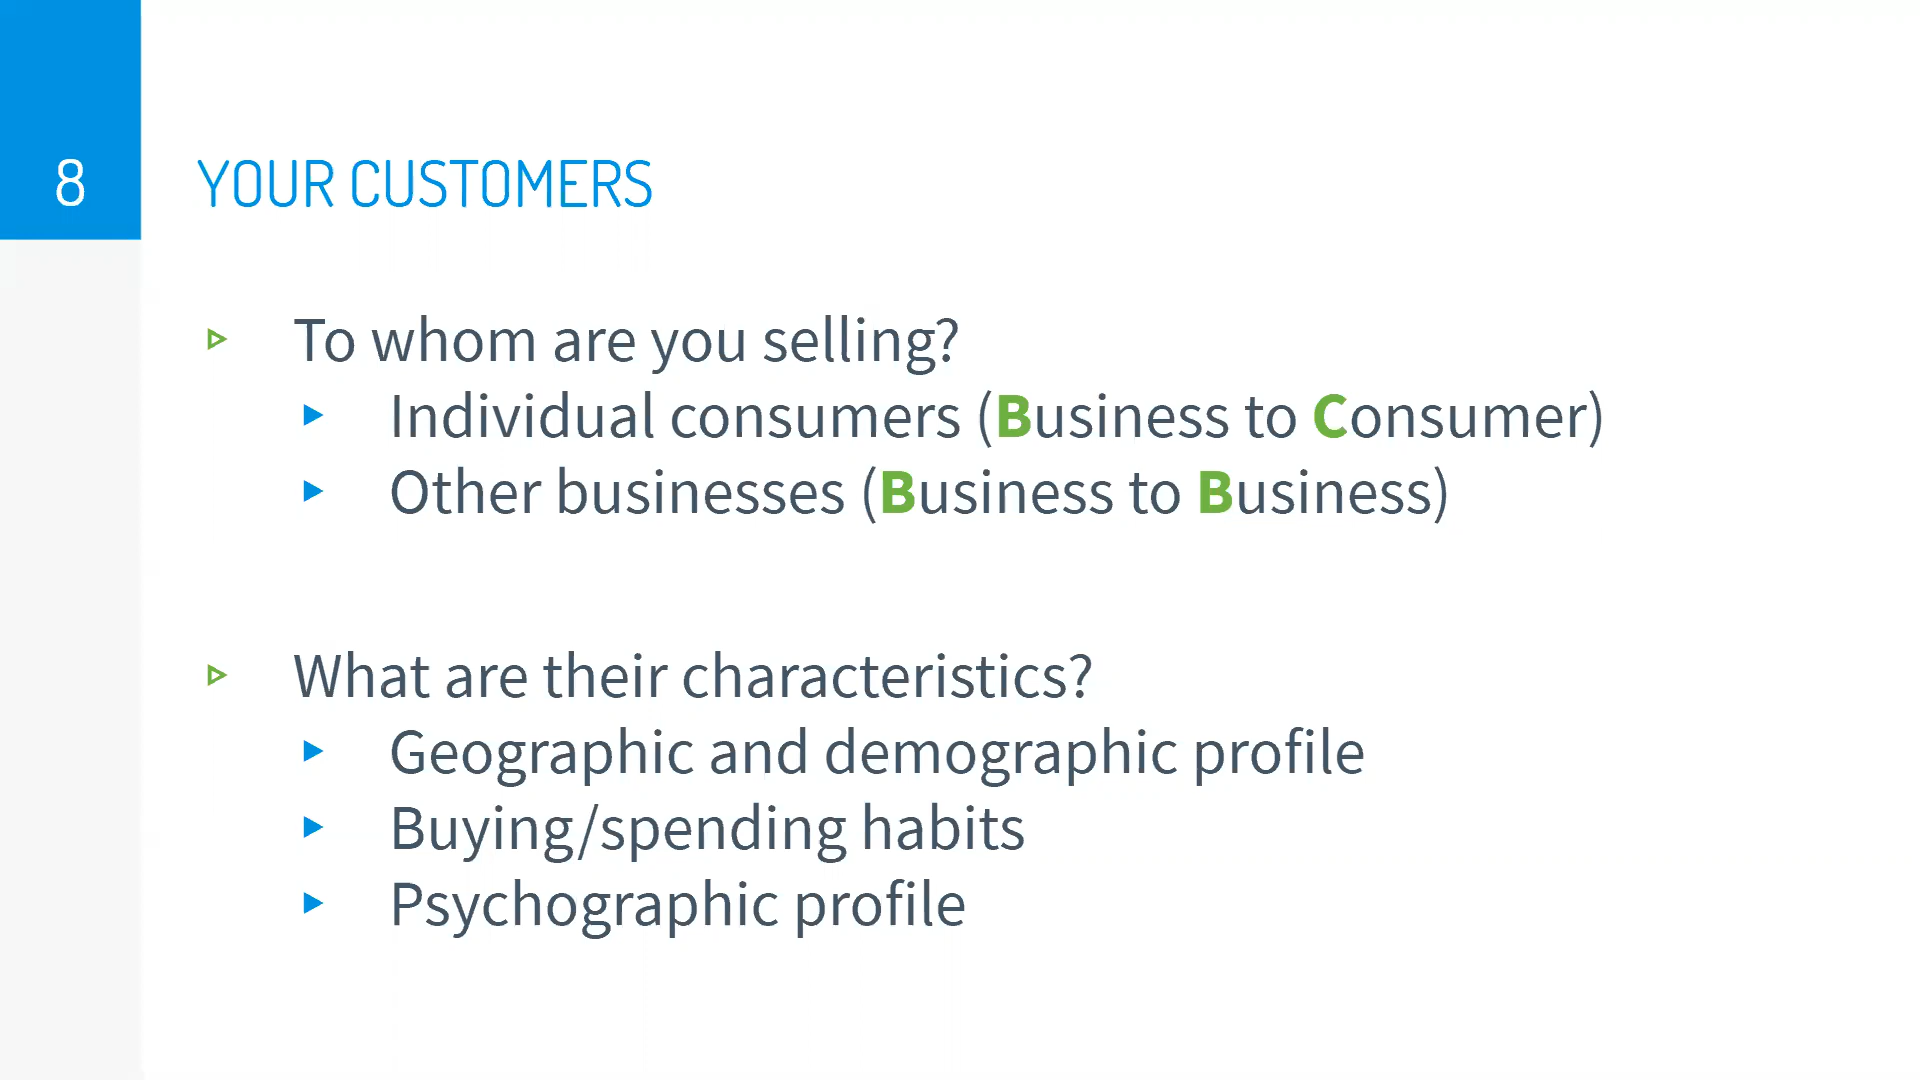 8
YOUR CUSTOMERS
To whom are you selling?
Individual consumers (Business to Consumer)
Other businesses (Business to Business)
What are their characteristics?
Geographic and demographic profile
Buying/spending habits
Psychographic profile